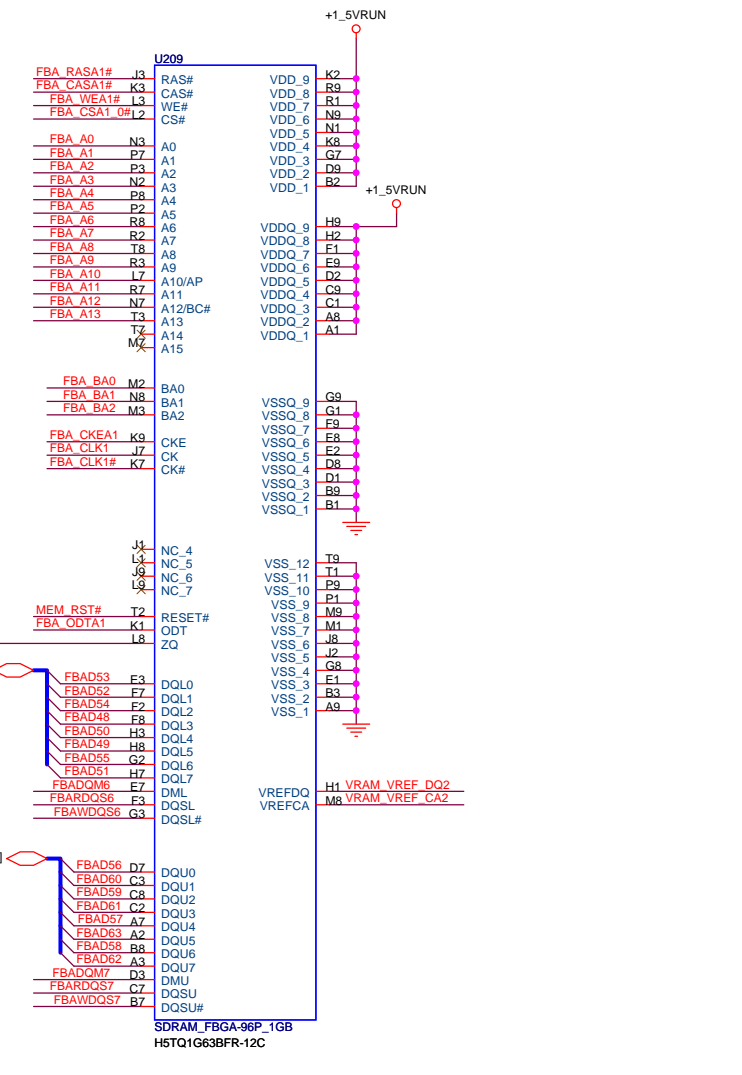 +1_5VRUN
U209
FBA_RASA1# J3 RAS# VDD_9 K2
FBA_CASA1# K3 CAS# VDD_8 R9
FBA_WEA1# L3 WE# VDD_7 R1
FBA_CSA1_0# L2 CS# VDD_6 N9
VDD_5 N1
FBA_A0 N3 A0 VDD_4 K8
FBA_A1 P7 A1 VDD_3 G7
FBA_A2 P3 A2 VDD_2 D9
FBA_A3 N2 A3 VDD_1 B2
+1_5VRUN
FBA_A4 P8 A4
FBA_A5 P2 A5
FBA_A6 R8 A6 VDDQ_9 H9
FBA_A7 R2 A7 VDDQ_8 H2
FBA_A8 T8 A8 VDDQ_7 F1
FBA_A9 R3 A9 VDDQ_6 E9
FBA_A10 L7 A10/AP VDDQ_5 D2
FBA_A11 R7 A11 VDDQ_4 C9
FBA_A12 N7 A12/BC# VDDQ_3 C1
FBA_A13 T3 A13 VDDQ_2 A8
T7 A14 VDDQ_1 A1
M7 A15
FBA_BA0 M2 BA0
FBA_BA1 N8 BA1 VSSQ_9 G9
FBA_BA2 M3 BA2 VSSQ_8 G1
VSSQ_7 F9
FBA_CKEA1 K9 CKE VSSQ_6 E8
FBA_CLK1 J7 CK VSSQ_5 E2
FBA_CLK1# K7 CK# VSSQ_4 D8
VSSQ_3 D1
VSSQ_2 B9
VSSQ_1 B1
J1 NC_4
L1 NC_5 VSS_12 T9
J9 NC_6 VSS_11 T1
L9 NC_7 VSS_10 P9
VSS_9 P1
MEM_RST# T2 RESET# VSS_8 M9
FBA_ODTA1 K1 ODT VSS_7 M1
L8 ZQ VSS_6 J8
VSS_5 J2
VSS_4 G8
FBAD53 E3 DQL0 VSS_3 E1
FBAD52 F7 DQL1 VSS_2 B3
FBAD54 F2 DQL2 VSS_1 A9
FBAD48 F8 DQL3
FBAD50 H3 DQL4
FBAD49 H8 DQL5
FBAD55 G2 DQL6
FBAD51 H7 DQL7
FBADQM6 E7 DML VREFDQ H1 VRAM_VREF_DQ2
FBARDQS6 F3 DQSL VREFCA M8 VRAM_VREF_CA2
FBAWDQS6 G3 DQSL#
FBAD56 D7 DQU0
FBAD60 C3 DQU1
FBAD59 C8 DQU2
FBAD61 C2 DQU3
FBAD57 A7 DQU4
FBAD63 A2 DQU5
FBAD58 B8 DQU6
FBAD62 A3 DQU7
FBADQM7 D3 DMU
FBARDQS7 C7 DQSU
FBAWDQS7 B7 DQSU#
SDRAM_FBGA-96P_1GB
H5TQ1G63BFR-12C